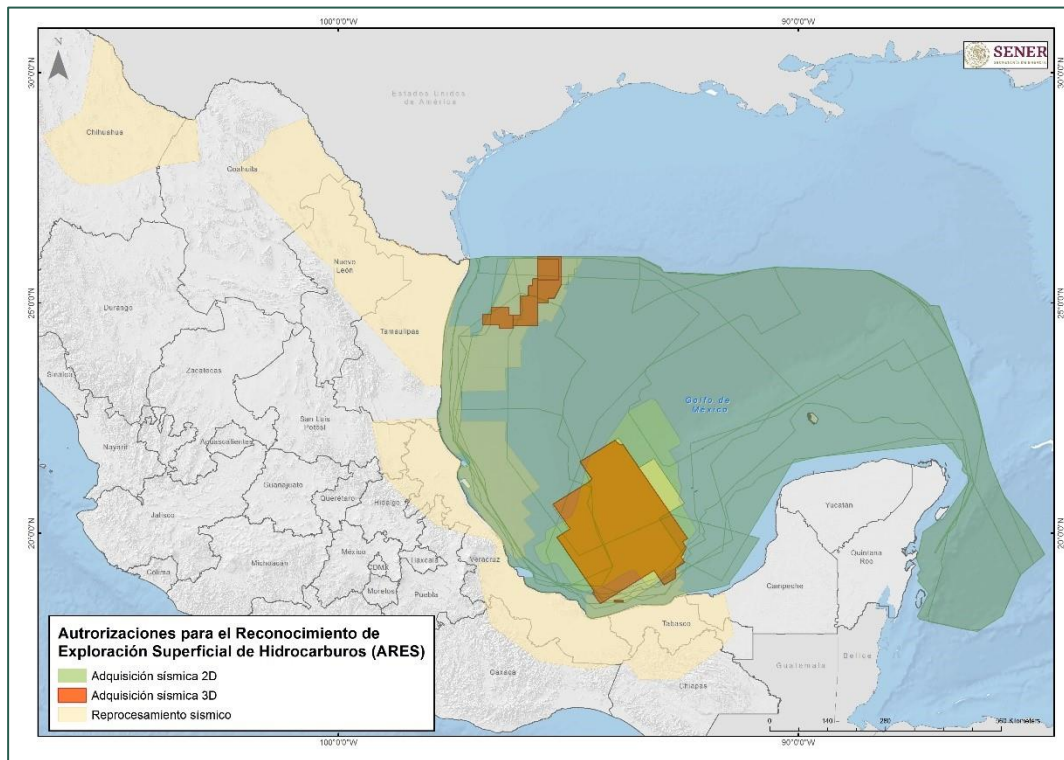 100°0'0"W
90°0'0"W
N
SENER
SECRETARÍA DE ENERGÍA
30°0'0"N
30°0'0"N
Estados Unidos
de América
Chihuahua
Coahuila
Nuevo
León
25°0'0"N
25°0'0"N
Durango
Tamaulipas
Sinaloa
Zacatecas
Golfo de
México
San Luis
Potosí
Nayarit
Aguascalientes
Guanajuato
Querétaro
Hidalgo
Yucatán
Jalisco
20°0'0"N
20°0'0"N
México
Tlaxcala
Veracruz
Quintana
Roo
Colima
Michoacán
CDMX
Morelos
Puebla
Campeche
Tabasco
Autrorizaciones para el Reconocimiento de
Exploración Superficial de Hidrocarburos (ARES)
Adquisición sísmica 2D
Adquisición sísmica 3D
Reprocesamiento sísmico
Guatemala
Belice
Oaxaca
Chiapas
0 140 280 560 Kilometers
100°0'0"W
90°0'0"W